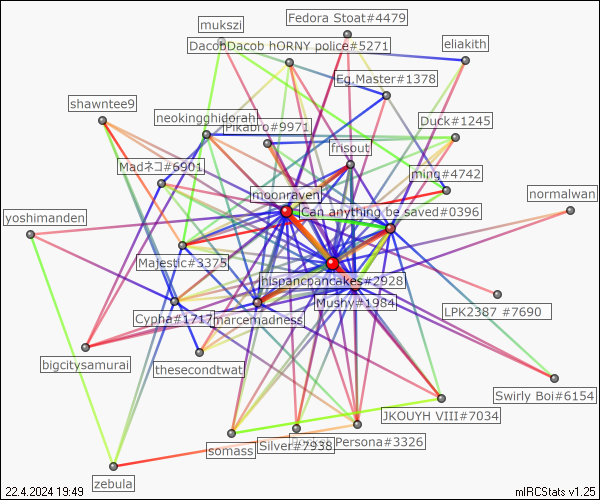 mukszi
Fedora Stoat#4479
DacobDacob hORNY police#5271
eliakith
Eg.Master#1378
shawntee9
neokingghidorah
Pikabro#9971
Duck#1245
fnsout
Madネコ#6901
ming#4742
moonraven
normalwan
Can anything be saved#0396
yoshimanden
Majestic#3375
hispancpancakes#2928
Mushy#1984
LPK2387 #7690
Cypha#1717
marcemadness
bigcitysamurai
thesecondtwat
Swirly Boi#6154
JKOUYH VIII#7034
somass
Silver#7938
Persona#3326
zebula
22.4.2024 19:49
mIRCStats v1.25